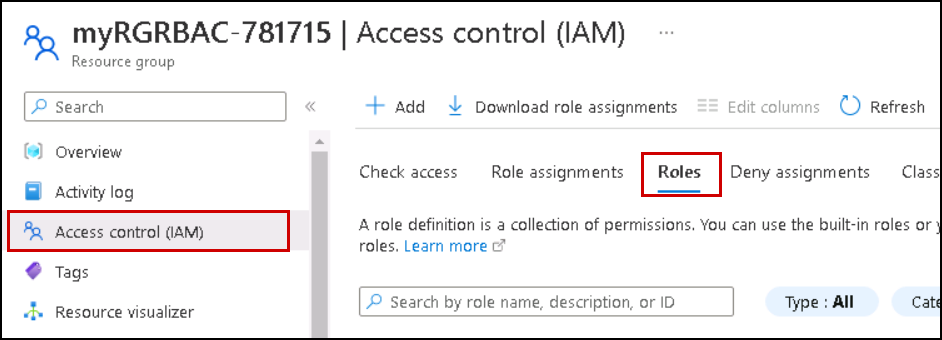 myRGRBAC-781715 | Access control (IAM) ...
Resource group
Search
Overview
Activity log
Access control (IAM)
Tags
Resource visualizer
Add Download role assignments Edit columns Refresh
Check access Role assignments Roles Deny assignments Class
A role definition is a collection of permissions. You can use the built-in roles or y
roles. Learn more
Search by role name, description, or ID Type : All Cate